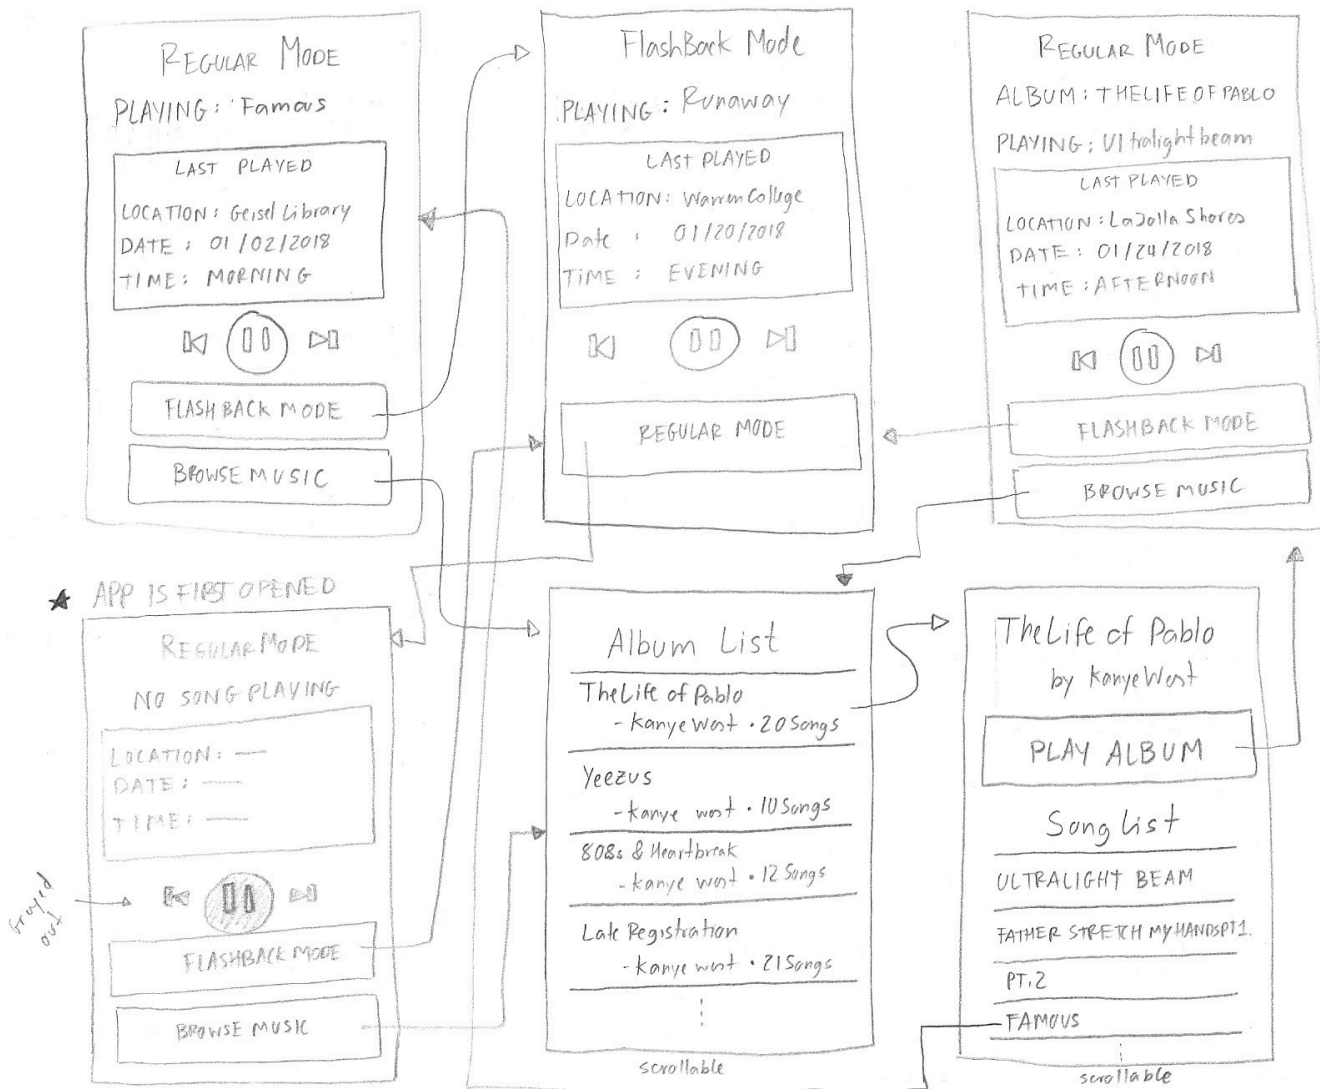 REGULAR MODE
PLAYING: Famous
LAST PLAYED
LOCATION: Geisel Library
DATE: 01/02/2018
TIME: MORNING
FLASHBACK MODE
BROWSE MUSIC
FlashBack Mode
PLAYING: Runaway
LAST PLAYED
LOCATION: Warren College
Date : 01/20/2018
TIME : EVENING
REGULAR MODE
REGULAR MODE
ALBUM: THE LIFE OF PABLO
PLAYING: Ultralight beam
LAST PLAYED
LOCATION: La Jolla Shores
DATE: 01/24/2018
TIME: AFTERNOON
FLASHBACK MODE
BROWSE MUSIC
★ APP IS FIRST OPENED
REGULAR MODE
NO SONG PLAYING
LOCATION: —
DATE: —
TIME: —
Grayed
out
FLASHBACK MODE
BROWSE MUSIC
Album List
The Life of Pablo
- Kanye West • 20 Songs
Yeezus
- Kanye west • 10 Songs
808s & Heartbreak
- Kanye west • 12 Songs
Late Registration
- Kanye west • 21 Songs
scrollable
The Life of Pablo
by Kanye West
PLAY ALBUM
Song List
ULTRALIGHT BEAM
FATHER STRETCH MY HANDS PT 1.
PT. 2
FAMOUS
scrollable